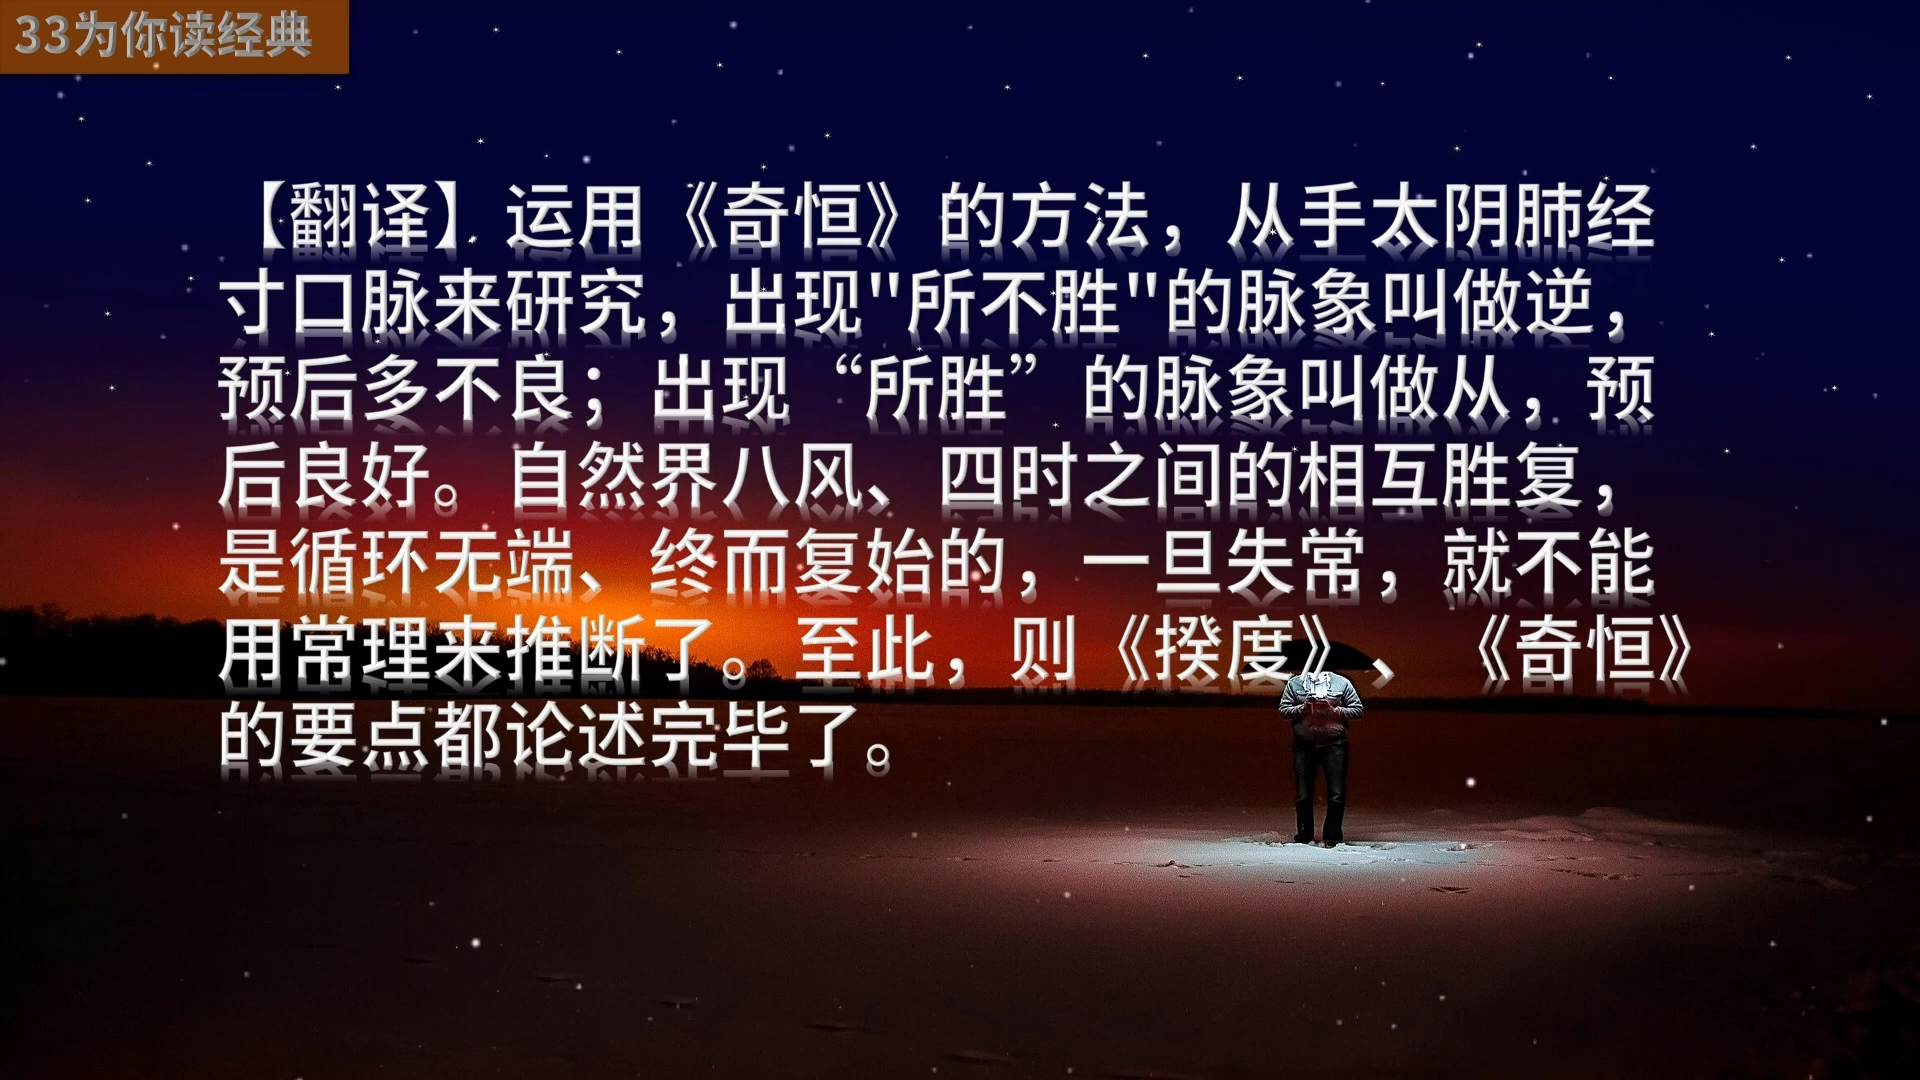 33为你读经典
【翻译】运用《奇恒》的方法，从手太阴肺经
寸口脉来研究，出现"所不胜"的脉象叫做逆，
预后多不良；出现“所胜”的脉象叫做从，预
后良好。自然界八风、四时之间的相互胜复，
是循环无端、终而复始的，一旦失常，就不能
用常理来推断了。至此，则《揆度》、《奇恒》
的要点都论述完毕了。